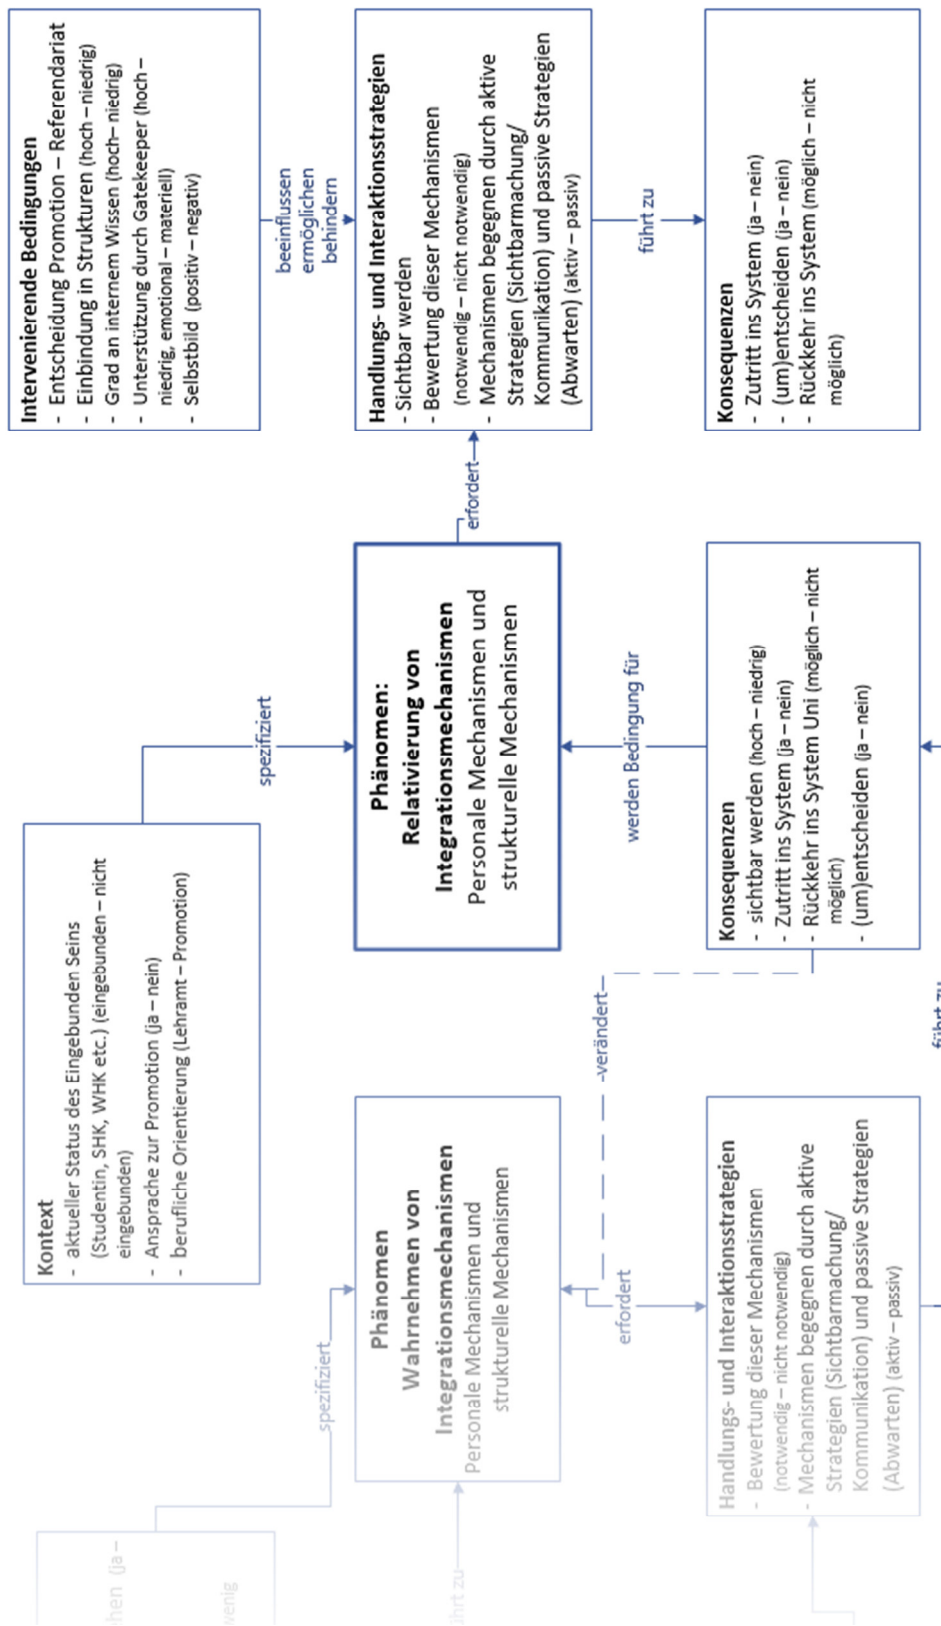 Kontext
- aktueller Status des Eingebunden Seins
(Studentin, SHK, WHK etc.) (eingebunden – nicht
eingebunden)
- Ansprache zur Promotion (ja – nein)
- berufliche Orientierung (Lehramt – Promotion)
Intervenierende Bedingungen
- Entscheidung Promotion – Referendariat
- Einbindung in Strukturen (hoch – niedrig)
- Grad an internem Wissen (hoch– niedrig)
- Unterstützung durch Gatekeeper (hoch –
niedrig, emotional – materiell)
- Selbstbild (positiv – negativ)
spezifiziert
spezifiziert
beeinflussen
ermöglichen
behindern
Phänomen
Wahrnehmen von
Integrationsmechanismen
Personale Mechanismen und
strukturelle Mechanismen
Phänomen:
Relativierung von
Integrationsmechanismen
Personale Mechanismen und
strukturelle Mechanismen
erfordert
Handlungs- und Interaktionsstrategien
- Sichtbar werden
- Bewertung dieser Mechanismen
(notwendig – nicht notwendig)
- Mechanismen begegnen durch aktive
Strategien (Sichtbarmachung/
Kommunikation) und passive Strategien
(Abwarten) (aktiv – passiv)
erfordert
verändert
werden Bedingung für
führt zu
Handlungs- und Interaktionsstrategien
- Bewertung dieser Mechanismen
(notwendig – nicht notwendig)
- Mechanismen begegnen durch aktive
Strategien (Sichtbarmachung/
Kommunikation) und passive Strategien
(Abwarten) (aktiv – passiv)
Konsequenzen
- sichtbar werden (hoch – niedrig)
- Zutritt ins System (ja – nein)
- Rückkehr ins System Uni (möglich – nicht
möglich)
- (um)entscheiden (ja – nein)
Konsequenzen
- Zutritt ins System (ja – nein)
- (um)entscheiden (ja – nein)
- Rückkehr ins System (möglich – nicht
möglich)
führt zu